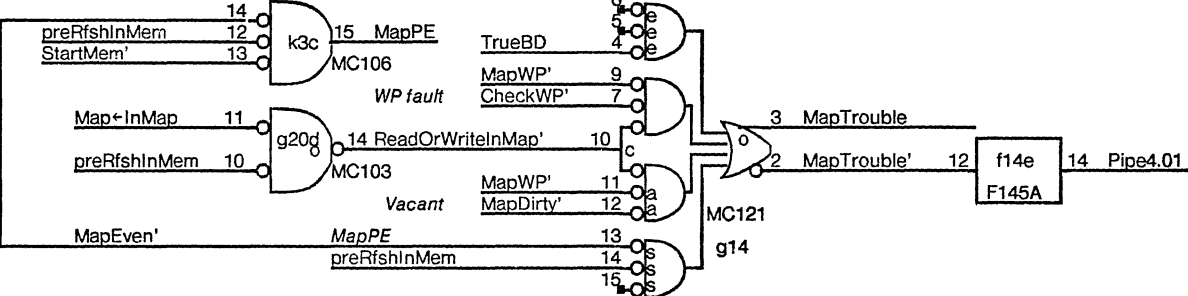 14
preRfshInMem 12 k3c 15 MapPE
StartMem' 13
MC106
6 e
5 e
TrueBD 4 e
WP fault
MapWP' 9
CheckWP' 7
Map←InMap 11
g20d
o 14 ReadOrWriteInMap' 10 c
preRfshInMem 10
MC103
Vacant
MapWP' 11 a
MapDirty' 12 a
o 3 MapTrouble
2 MapTrouble' 12 f14e 14 Pipe4.01
F145A
MC121
g14
MapEven' MapPE 13 s
preRfshInMem 14 s
15 s